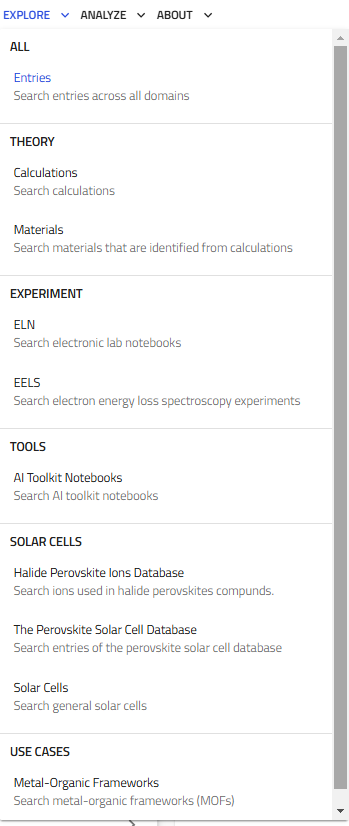 EXPLORE ANALYZE ABOUT
ALL
Entries
Search entries across all domains
THEORY
Calculations
Search calculations
Materials
Search materials that are identified from calculations
EXPERIMENT
ELN
Search electronic lab notebooks
EELS
Search electron energy loss spectroscopy experiments
TOOLS
AI Toolkit Notebooks
Search AI toolkit notebooks
SOLAR CELLS
Halide Perovskite Ions Database
Search ions used in halide perovskites compunds.
The Perovskite Solar Cell Database
Search entries of the perovskite solar cell database
Solar Cells
Search general solar cells
USE CASES
Metal-Organic Frameworks
Search metal-organic frameworks (MOFs)